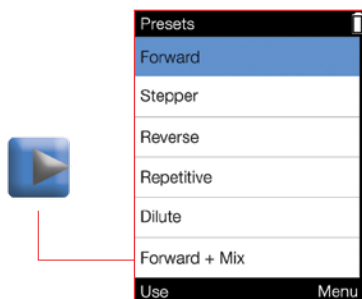 Presets
Forward
Stepper
Reverse
Repetitive
Dilute
Forward + Mix
Use Menu